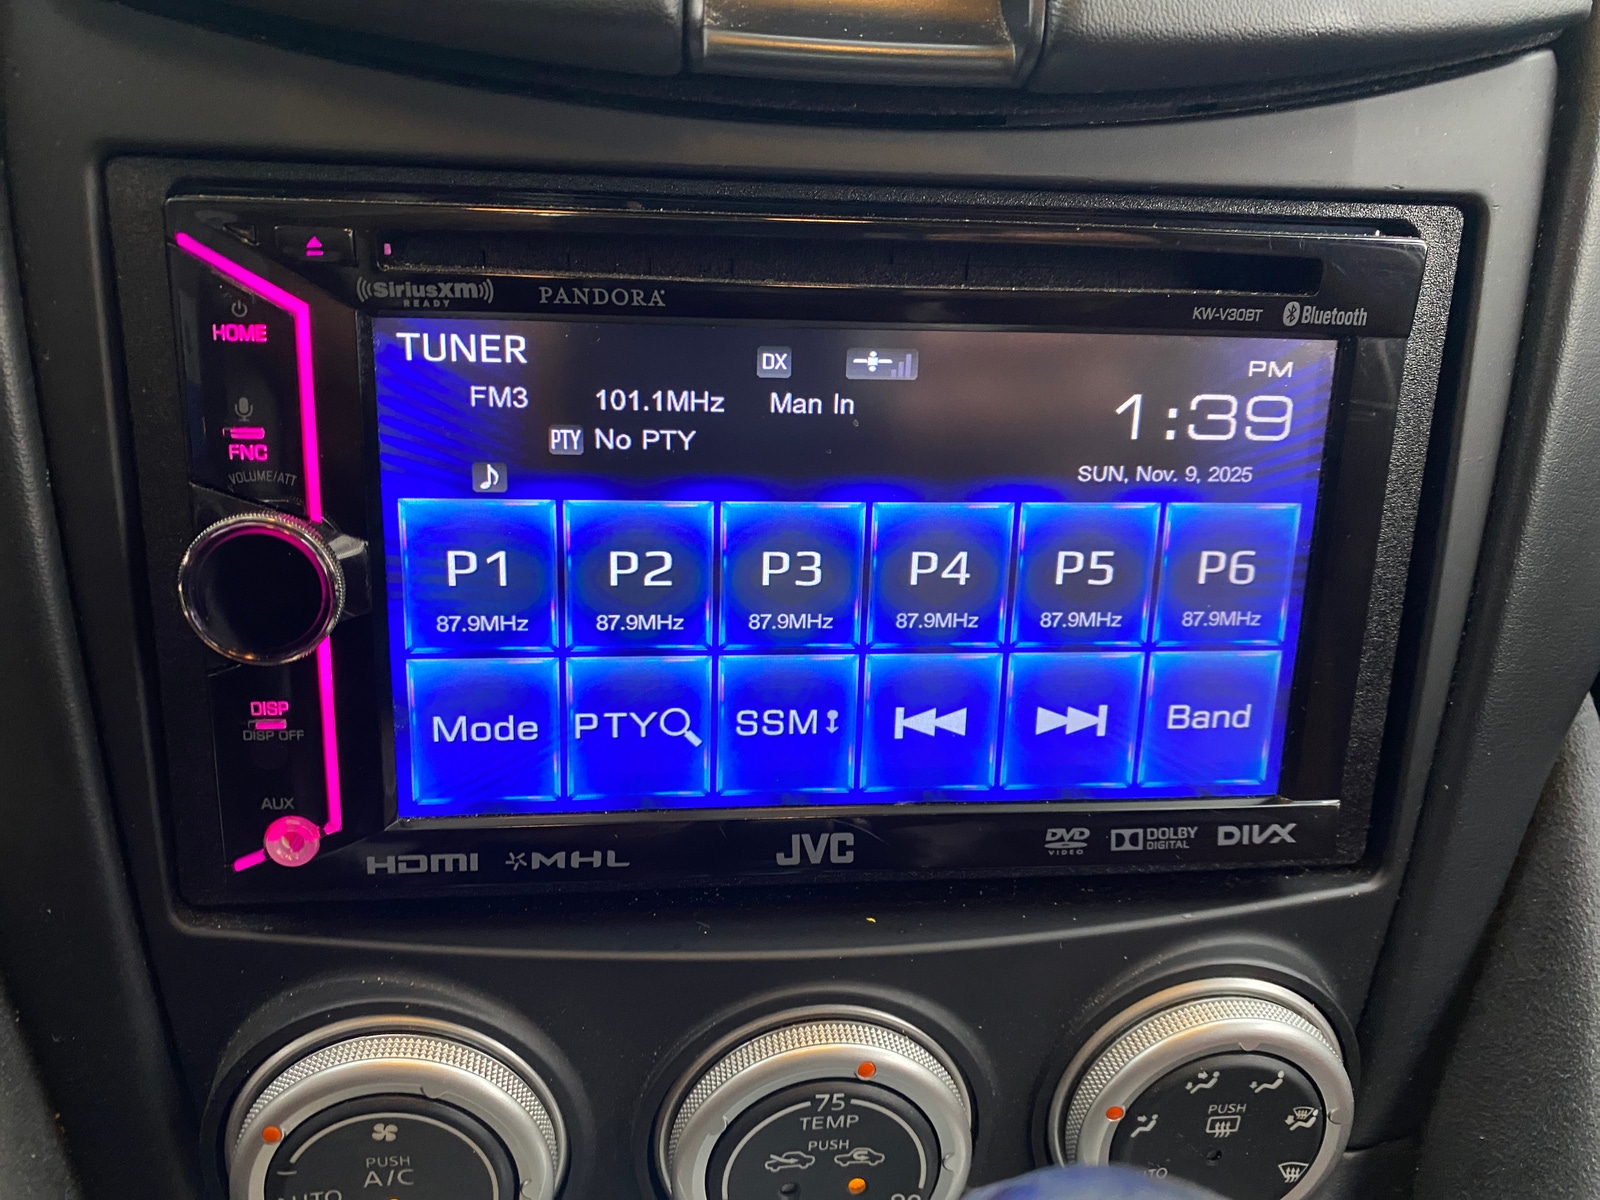 SiriusXM
READY
PANDORA
KW-V30BT
Bluetooth
HOME
FNC
VOLUME/ATT
DISP
DISP OFF
AUX
TUNER
DX
PM
FM3
101.1MHz
Man In
1:39
PTY
No PTY
SUN, Nov. 9, 2025
P1
P2
P3
P4
P5
P6
87.9MHz
87.9MHz
87.9MHz
87.9MHz
87.9MHz
87.9MHz
Mode
PTY
SSM
Band
HDMI
MHL
JVC
DVD
VIDEO
DOLBY
DIGITAL
DIVX
PUSH
A/C
AUTO
75
TEMP
PUSH
90
PUSH